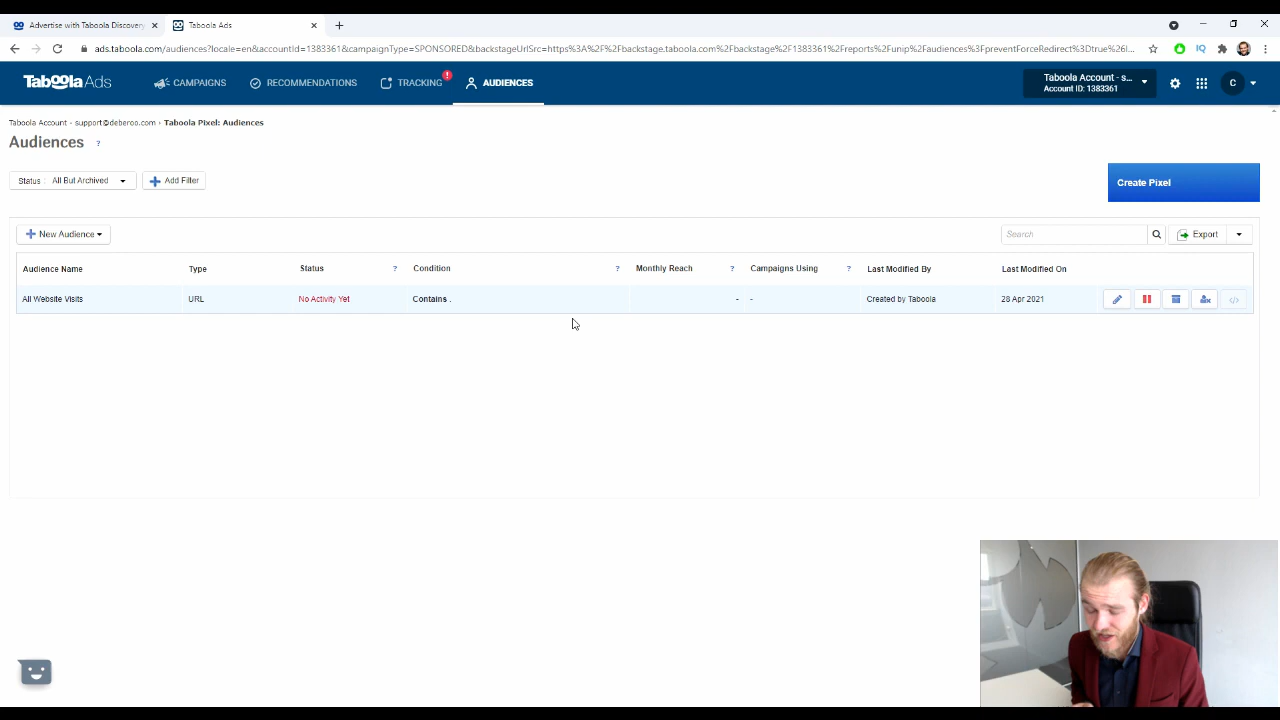 Advertise with Taboola Discovery
Taboola Ads
ads.taboola.com/audiences?locale=en&accountId=1383361&campaignType=SPONSORED&backstageUrlSrc=https%3A%2F%2Fbackstage.taboola.com%2Fbackstage%2F1383361%2Freports%2Funip%2Faudiences%3FpreventForceRedirect%3Dtrue%26l...
IQ
Taboola Ads
CAMPAIGNS
RECOMMENDATIONS
TRACKING !
AUDIENCES
Taboola Account - s...
Account ID: 1383361
C
Taboola Account - support@deberoo.com › Taboola Pixel: Audiences
Audiences ?
Status : All But Archived
Add Filter
Create Pixel
New Audience
Search
Export
Audience Name Type Status ? Condition ? Monthly Reach ? Campaigns Using ? Last Modified By Last Modified On
All Website Visits URL No Activity Yet Contains . - - Created by Taboola 28 Apr 2021